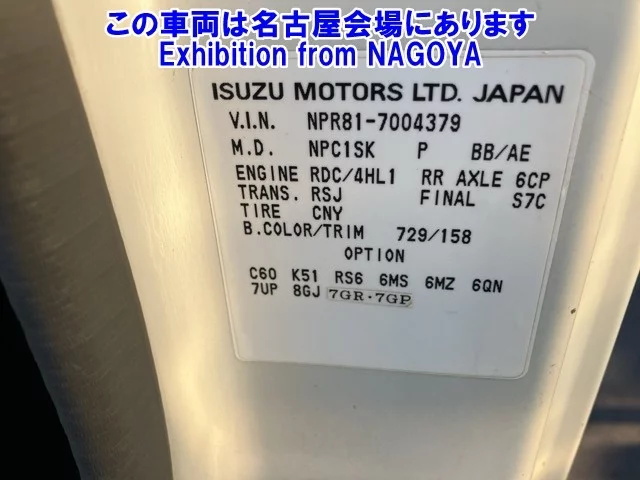 この車両は名古屋会場にあります
Exhibition from NAGOYA
ISUZU MOTORS LTD. JAPAN
V.I.N. NPR81-7004379
M.D. NPC1SK P BB/AE
ENGINE RDC/4HL1 RR AXLE 6CP
TRANS. RSJ FINAL S7C
TIRE CNY
B.COLOR/TRIM 729/158
OPTION
C60 K51 RS6 6MS 6MZ 6QN
7UP 8GJ 7GR·7GP